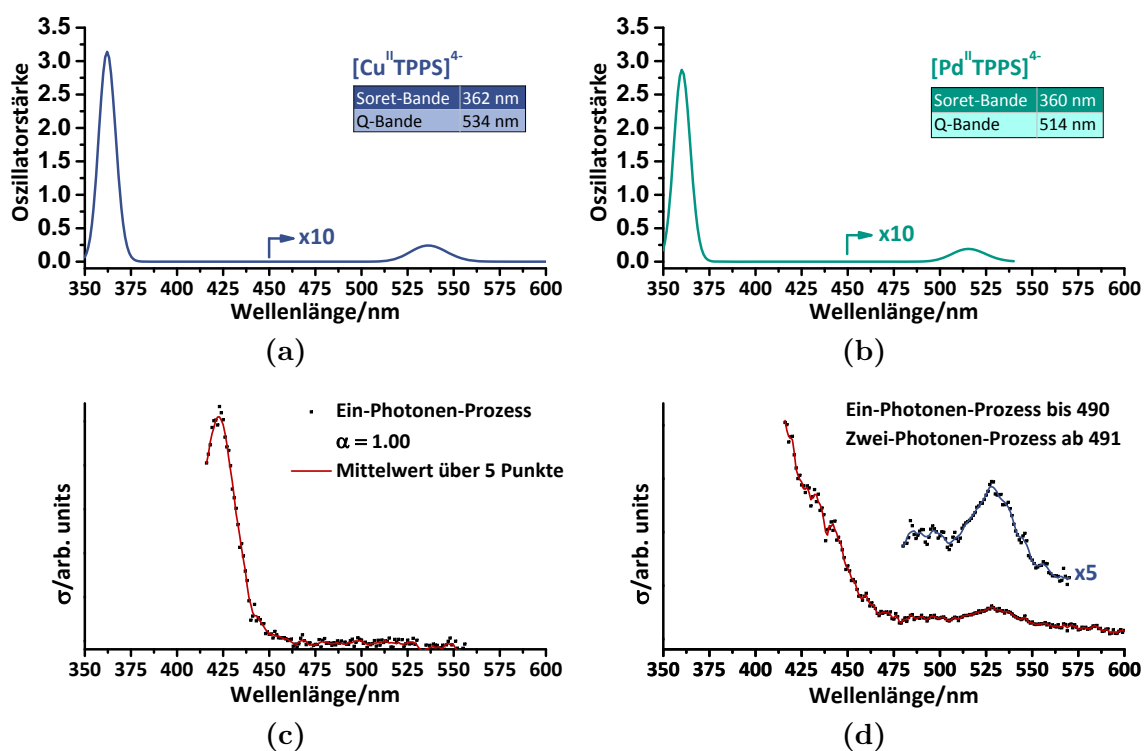 [CuᴵᴵTPPS]⁴⁻
Soret-Bande 362 nm
Q-Bande 534 nm
x10
Oszillatorstärke
3.5
3.0
2.5
2.0
1.5
1.0
0.5
0.0
350 375 400 425 450 475 500 525 550 575 600
Wellenlänge/nm
(a)
[PdᴵᴵTPPS]⁴⁻
Soret-Bande 360 nm
Q-Bande 514 nm
x10
Oszillatorstärke
3.5
3.0
2.5
2.0
1.5
1.0
0.5
0.0
350 375 400 425 450 475 500 525 550 575 600
Wellenlänge/nm
(b)
Ein-Photonen-Prozess
α = 1.00
Mittelwert über 5 Punkte
σ/arb. units
350 375 400 425 450 475 500 525 550 575 600
Wellenlänge/nm
(c)
Ein-Photonen-Prozess bis 490
Zwei-Photonen-Prozess ab 491
x5
σ/arb. units
350 375 400 425 450 475 500 525 550 575 600
Wellenlänge/nm
(d)